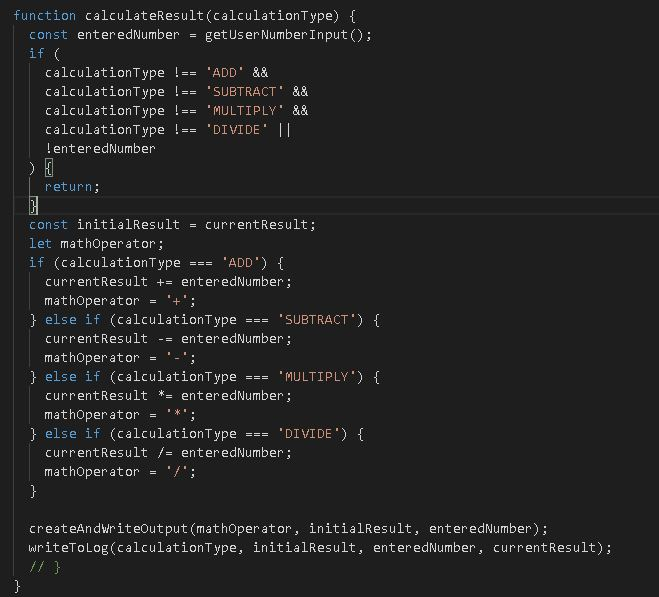 function calculateResult(calculationType) {
  const enteredNumber = getUserNumberInput();
  if (
    calculationType !== 'ADD' &&
    calculationType !== 'SUBTRACT' &&
    calculationType !== 'MULTIPLY' &&
    calculationType !== 'DIVIDE' ||
    !enteredNumber
  ) {
    return;
  }
  const initialResult = currentResult;
  let mathOperator;
  if (calculationType === 'ADD') {
    currentResult += enteredNumber;
    mathOperator = '+';
  } else if (calculationType === 'SUBTRACT') {
    currentResult -= enteredNumber;
    mathOperator = '-';
  } else if (calculationType === 'MULTIPLY') {
    currentResult *= enteredNumber;
    mathOperator = '*';
  } else if (calculationType === 'DIVIDE') {
    currentResult /= enteredNumber;
    mathOperator = '/';
  }

  createAndWriteOutput(mathOperator, initialResult, enteredNumber);
  writeToLog(calculationType, initialResult, enteredNumber, currentResult);
  // }
}